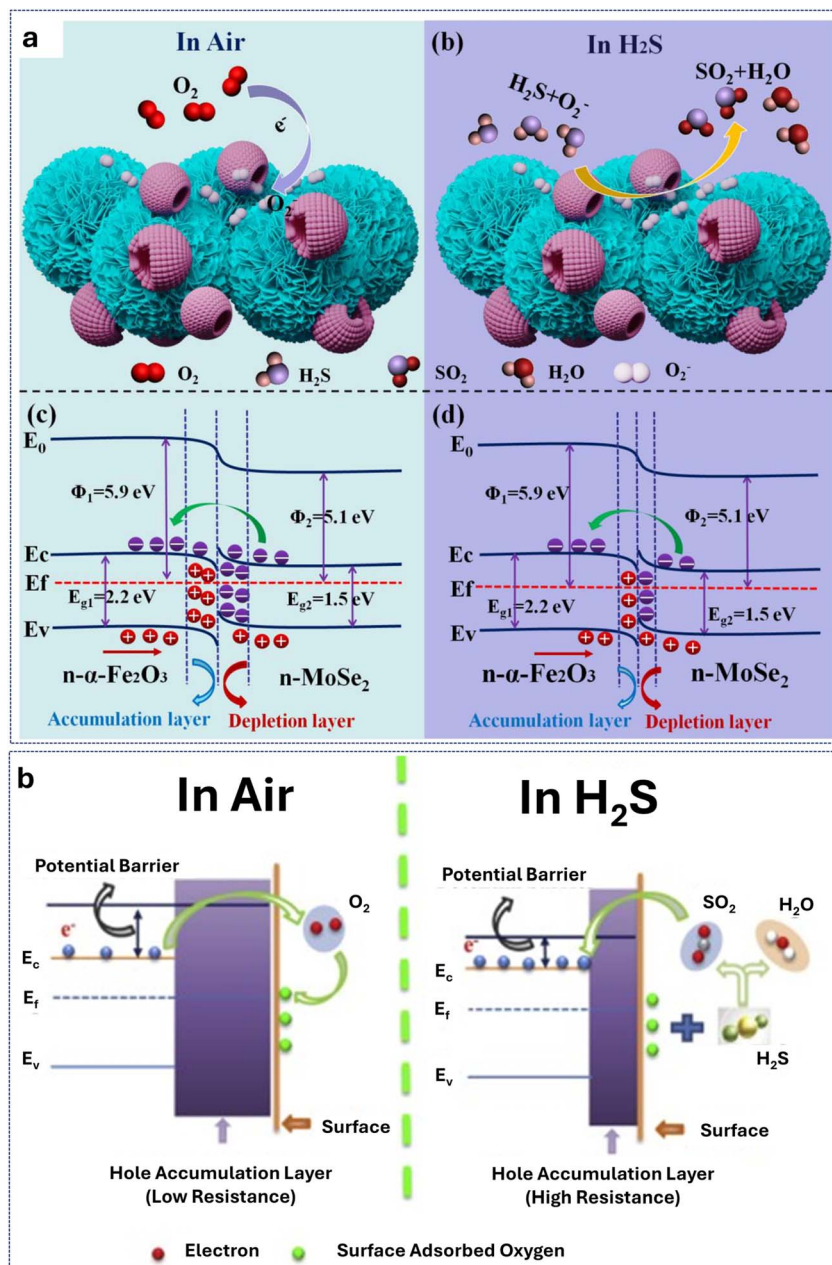 a
In Air
(b)
In H₂S
O₂
e⁻
O₂⁻
H₂S+O₂⁻
SO₂+H₂O
O₂
H₂S
SO₂
H₂O
O₂⁻
(c)
E₀
Φ₁=5.9 eV
Φ₂=5.1 eV
Ec
Ef
Eg1=2.2 eV
Eg2=1.5 eV
Ev
n-α-Fe₂O₃
n-MoSe₂
Accumulation layer
Depletion layer
(d)
E₀
Φ₁=5.9 eV
Φ₂=5.1 eV
Ec
Ef
Eg1=2.2 eV
Eg2=1.5 eV
Ev
n-α-Fe₂O₃
n-MoSe₂
Accumulation layer
Depletion layer
b
In Air
Potential Barrier
O₂
e⁻
Ec
Ef
Ev
Surface
Hole Accumulation Layer
(Low Resistance)
In H₂S
Potential Barrier
SO₂
H₂O
e⁻
Ec
Ef
H₂S
Ev
Surface
Hole Accumulation Layer
(High Resistance)
Electron
Surface Adsorbed Oxygen